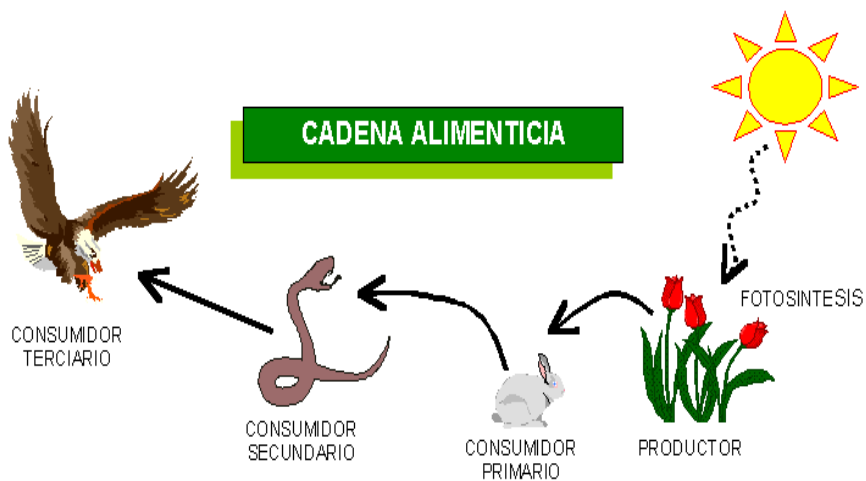 CADENA ALIMENTICIA
FOTOSINTESIS
CONSUMIDOR
TERCIARIO
CONSUMIDOR
SECUNDARIO
CONSUMIDOR
PRIMARIO
PRODUCTOR